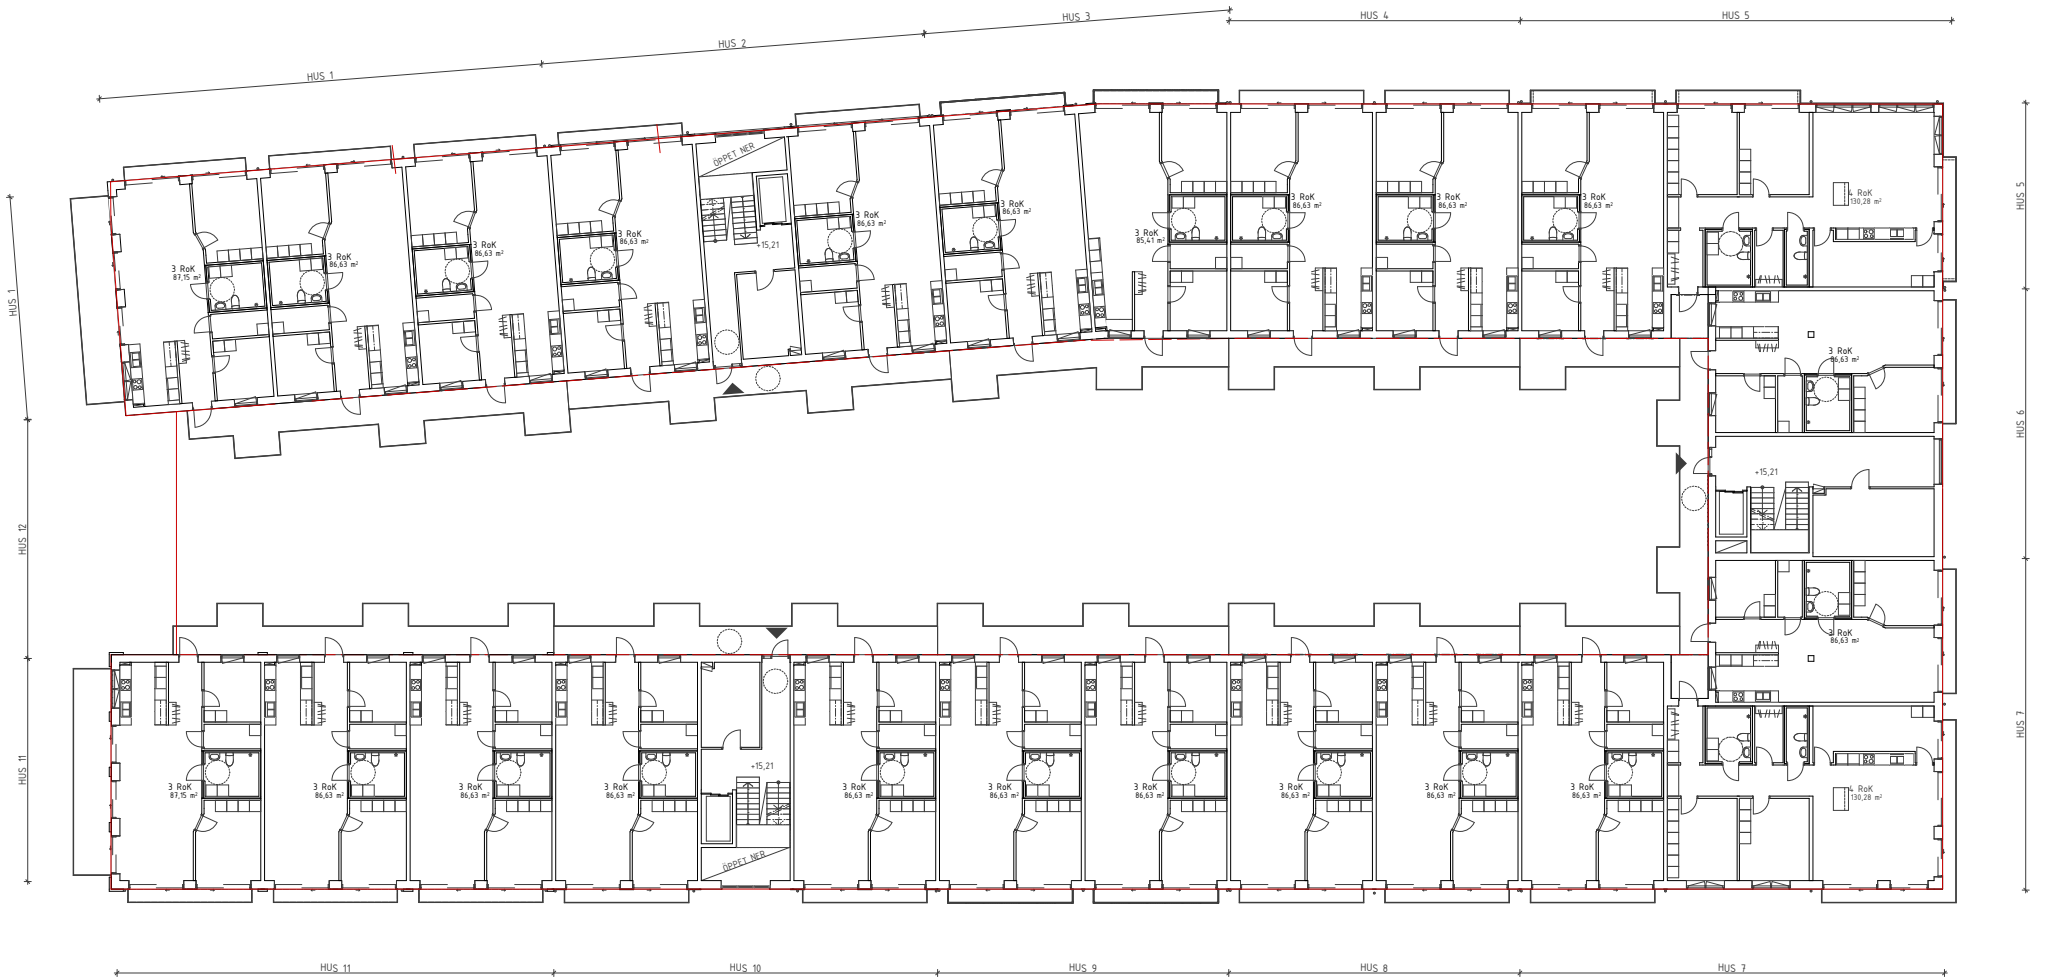 HUS 1
HUS 2
HUS 3
HUS 4
HUS 5
HUS 1
HUS 12
HUS 11
HUS 5
HUS 6
HUS 7
3 RoK
87,15 m²
3 RoK
86,63 m²
3 RoK
86,63 m²
3 RoK
86,63 m²
ÖPPET NER
+15,21
3 RoK
86,63 m²
3 RoK
86,63 m²
3 RoK
85,41 m²
3 RoK
86,63 m²
3 RoK
86,63 m²
3 RoK
86,63 m²
4 RoK
130,28 m²
3 RoK
86,63 m²
+15,21
3 RoK
86,63 m²
3 RoK
87,15 m²
3 RoK
86,63 m²
3 RoK
86,63 m²
3 RoK
86,63 m²
+15,21
ÖPPET NER
3 RoK
86,63 m²
3 RoK
86,63 m²
3 RoK
86,63 m²
3 RoK
86,63 m²
3 RoK
86,63 m²
3 RoK
86,63 m²
4 RoK
130,28 m²
HUS 11
HUS 10
HUS 9
HUS 8
HUS 7